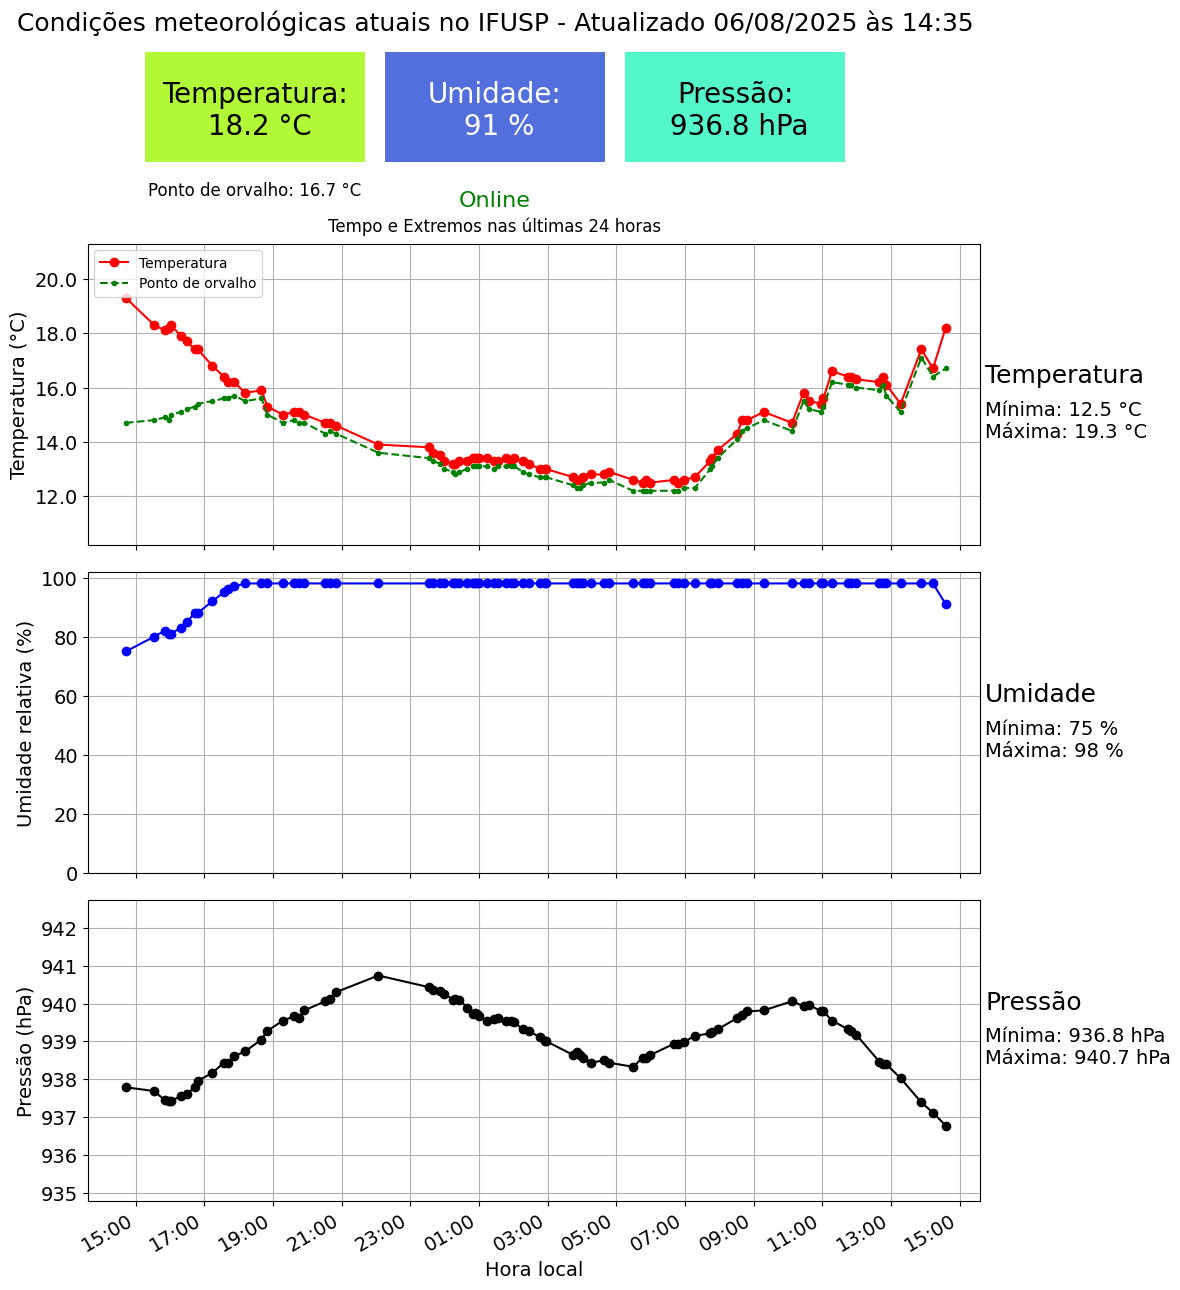 Condições meteorológicas atuais no IFUSP - Atualizado 06/08/2025 às 14:35
Temperatura:
18.2 °C
Umidade:
91 %
Pressão:
936.8 hPa
Ponto de orvalho: 16.7 °C
Online
Tempo e Extremos nas últimas 24 horas
Temperatura
Ponto de orvalho
Temperatura (°C)
20.0
18.0
16.0
14.0
12.0
Temperatura
Mínima: 12.5 °C
Máxima: 19.3 °C
Umidade relativa (%)
100
80
60
40
20
0
Umidade
Mínima: 75 %
Máxima: 98 %
Pressão (hPa)
942
941
940
939
938
937
936
935
Pressão
Mínima: 936.8 hPa
Máxima: 940.7 hPa
15:00 17:00 19:00 21:00 23:00 01:00 03:00 05:00 07:00 09:00 11:00 13:00 15:00
Hora local